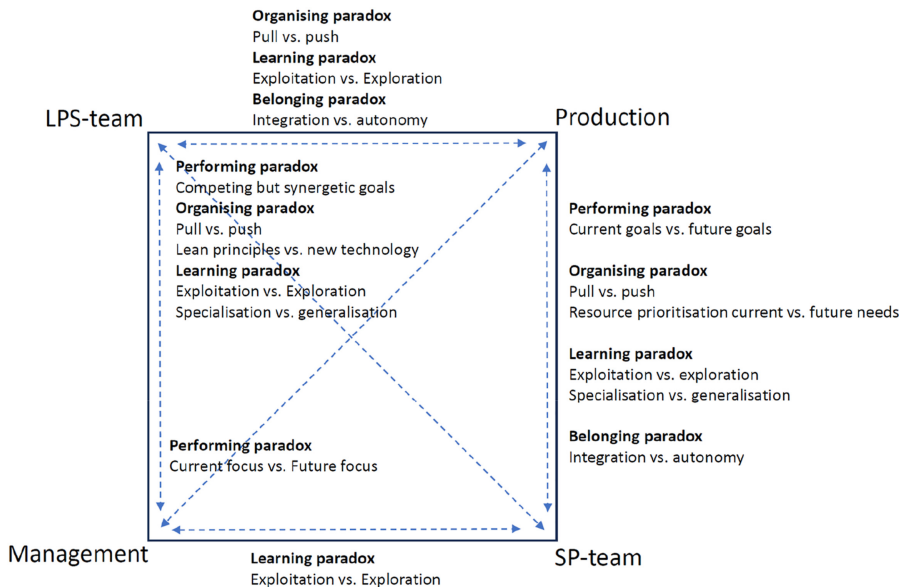 Organising paradox
Pull vs. push
Learning paradox
Exploitation vs. Exploration
Belonging paradox
Integration vs. autonomy
LPS-team
Production
Performing paradox
Competing but synergetic goals
Organising paradox
Pull vs. push
Lean principles vs. new technology
Learning paradox
Exploitation vs. Exploration
Specialisation vs. generalisation
Performing paradox
Current goals vs. future goals
Organising paradox
Pull vs. push
Resource prioritisation current vs. future needs
Learning paradox
Exploitation vs. exploration
Specialisation vs. generalisation
Belonging paradox
Integration vs. autonomy
Performing paradox
Current focus vs. Future focus
Management
SP-team
Learning paradox
Exploitation vs. Exploration